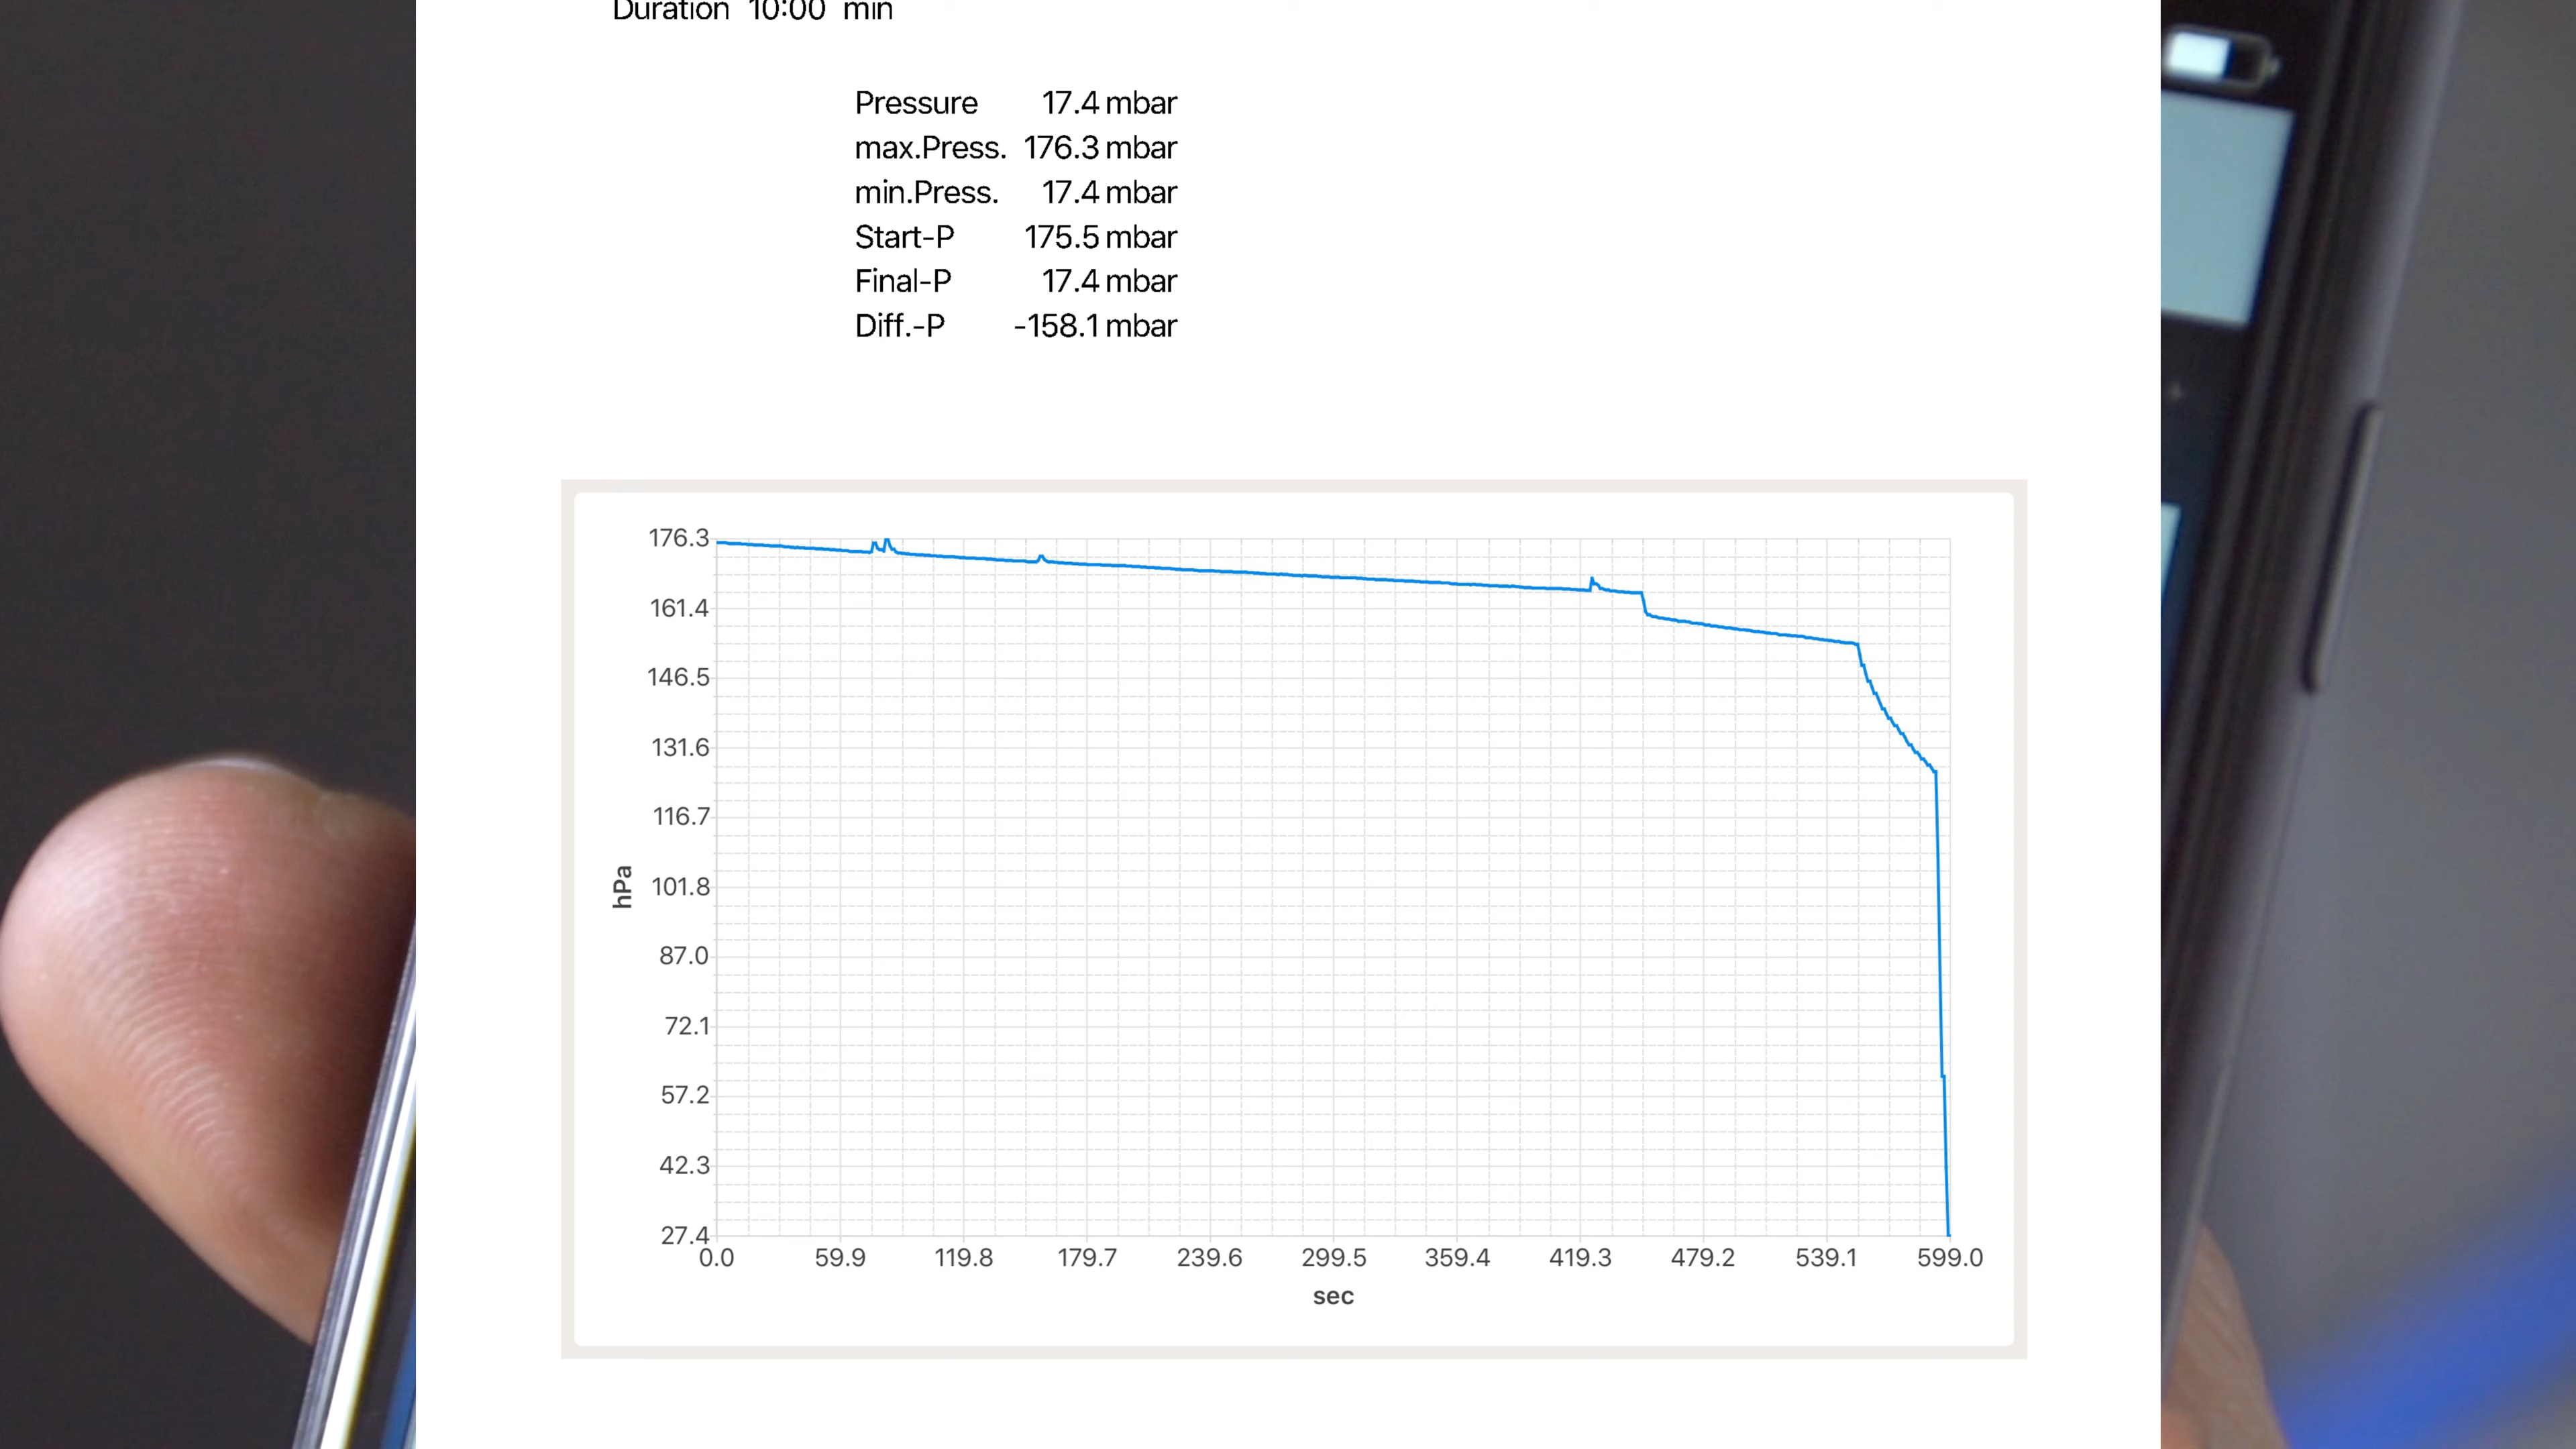 Duration 10:00 min
Pressure 17.4 mbar
max.Press. 176.3 mbar
min.Press. 17.4 mbar
Start-P 175.5 mbar
Final-P 17.4 mbar
Diff.-P -158.1 mbar
176.3
161.4
146.5
131.6
116.7
101.8
87.0
72.1
57.2
42.3
27.4
hPa
0.0 59.9 119.8 179.7 239.6 299.5 359.4 419.3 479.2 539.1 599.0
sec